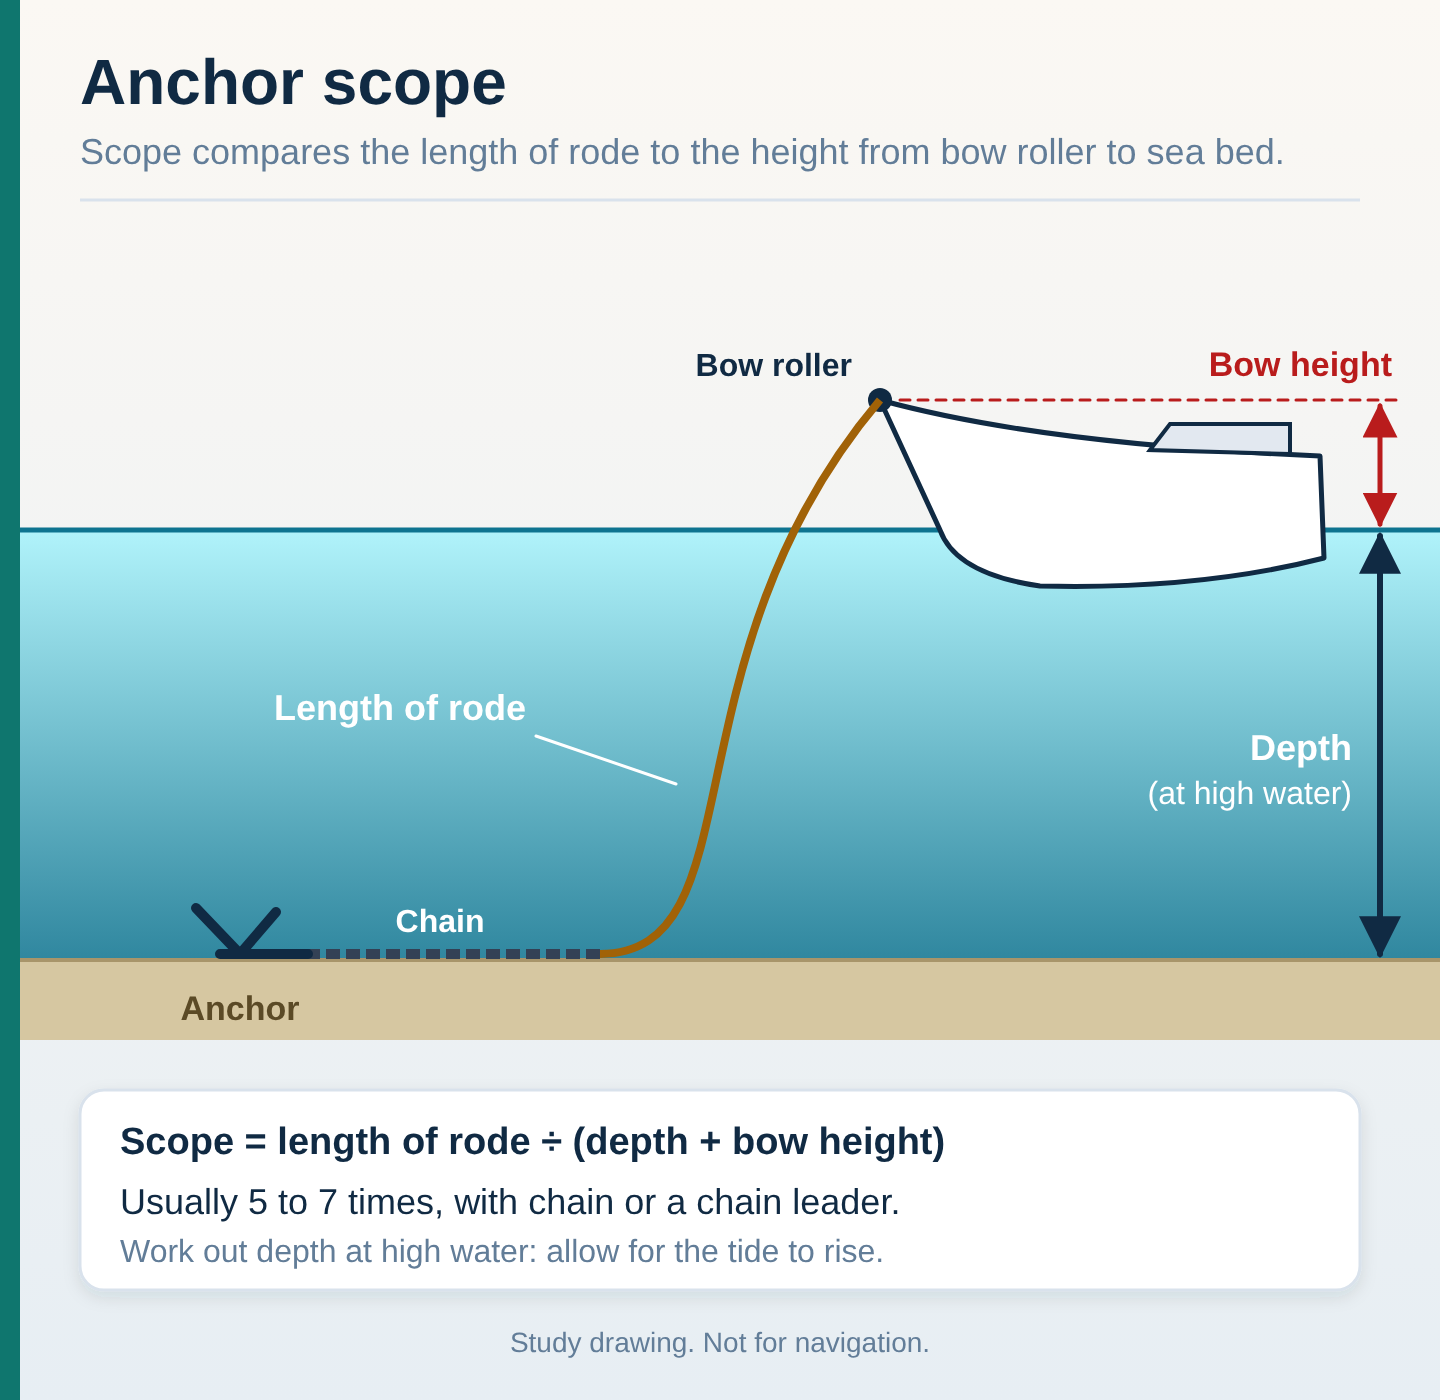 Anchor scope
Scope compares the length of rode to the height from bow roller to sea bed.
Bow roller
Bow height
Length of rode
Depth
(at high water)
Chain
Anchor
Scope = length of rode ÷ (depth + bow height)
Usually 5 to 7 times, with chain or a chain leader.
Work out depth at high water: allow for the tide to rise.
Study drawing. Not for navigation.